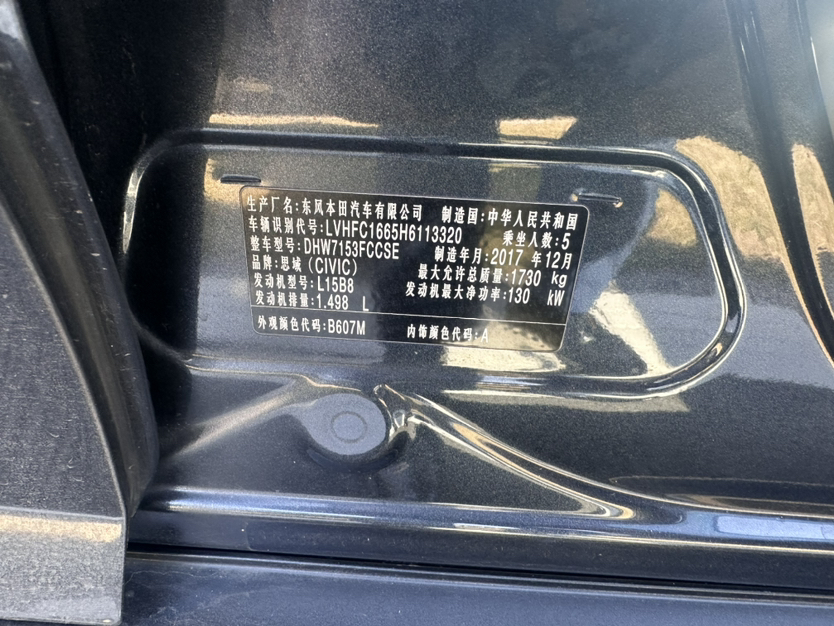 生产厂名:东风本田汽车有限公司 制造国:中华人民共和国
车辆识别代号:LVHFC1665H6113320 乘坐人数:5
整车型号:DHW7153FCCSE 制造年月:2017 年12月
品牌:思域(CIVIC) 最大允许总质量:1730 kg
发动机型号:L15B8 发动机最大净功率:130 kW
发动机排量:1.498 L
外观颜色代码:B607M 内饰颜色代码:A